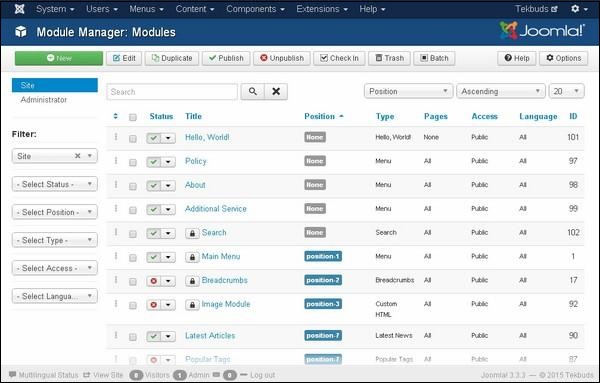 System Users Menus Content Components Extensions Help Tekbuds
Module Manager: Modules Joomla!
New Edit Duplicate Publish Unpublish Check In Trash Batch Help Options
Site
Administrator
Search Position Ascending 20
Status Title Position Type Pages Access Language ID
Filter:
Hello, World! None Hello, World! None Public All 101
Site
Policy None Menu All Public All 97
- Select Status -
About None Menu All Public All 98
- Select Position -
Additional Service None Menu All Public All 99
- Select Type -
Search None Search All Public All 102
- Select Access -
Main Menu position-1 Menu All Public All 1
Breadcrumbs position-2 Breadcrumbs All Public All 17
- Select Langua...
Image Module position-3 Custom HTML All Public All 92
Latest Articles position-7 Latest News All Public All 90
Popular Tags position-7 Popular Tags All Public All 87
Multilingual Status View Site 0 Visitors 1 Admin 0 Log out Joomla! 3.3.3 — © 2015 Tekbuds